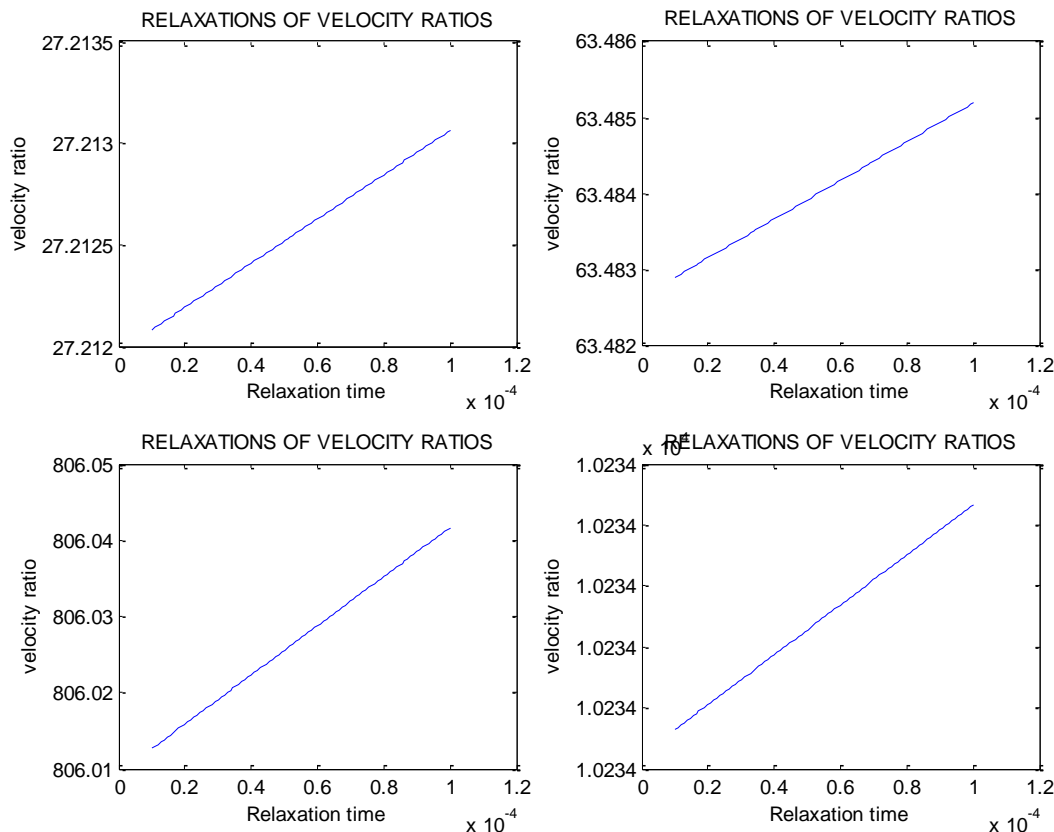 RELAXATIONS OF VELOCITY RATIOS
27.2135
27.213
27.2125
27.212
velocity ratio
0 0.2 0.4 0.6 0.8 1 1.2
Relaxation time
x 10-4
RELAXATIONS OF VELOCITY RATIOS
63.486
63.485
63.484
63.483
63.482
velocity ratio
0 0.2 0.4 0.6 0.8 1 1.2
Relaxation time
x 10-4
RELAXATIONS OF VELOCITY RATIOS
806.05
806.04
806.03
806.02
806.01
velocity ratio
0 0.2 0.4 0.6 0.8 1 1.2
Relaxation time
x 10-4
RELAXATIONS OF VELOCITY RATIOS
1.0234
1.0234
1.0234
1.0234
1.0234
1.0234
velocity ratio
0 0.2 0.4 0.6 0.8 1 1.2
Relaxation time
x 10-4